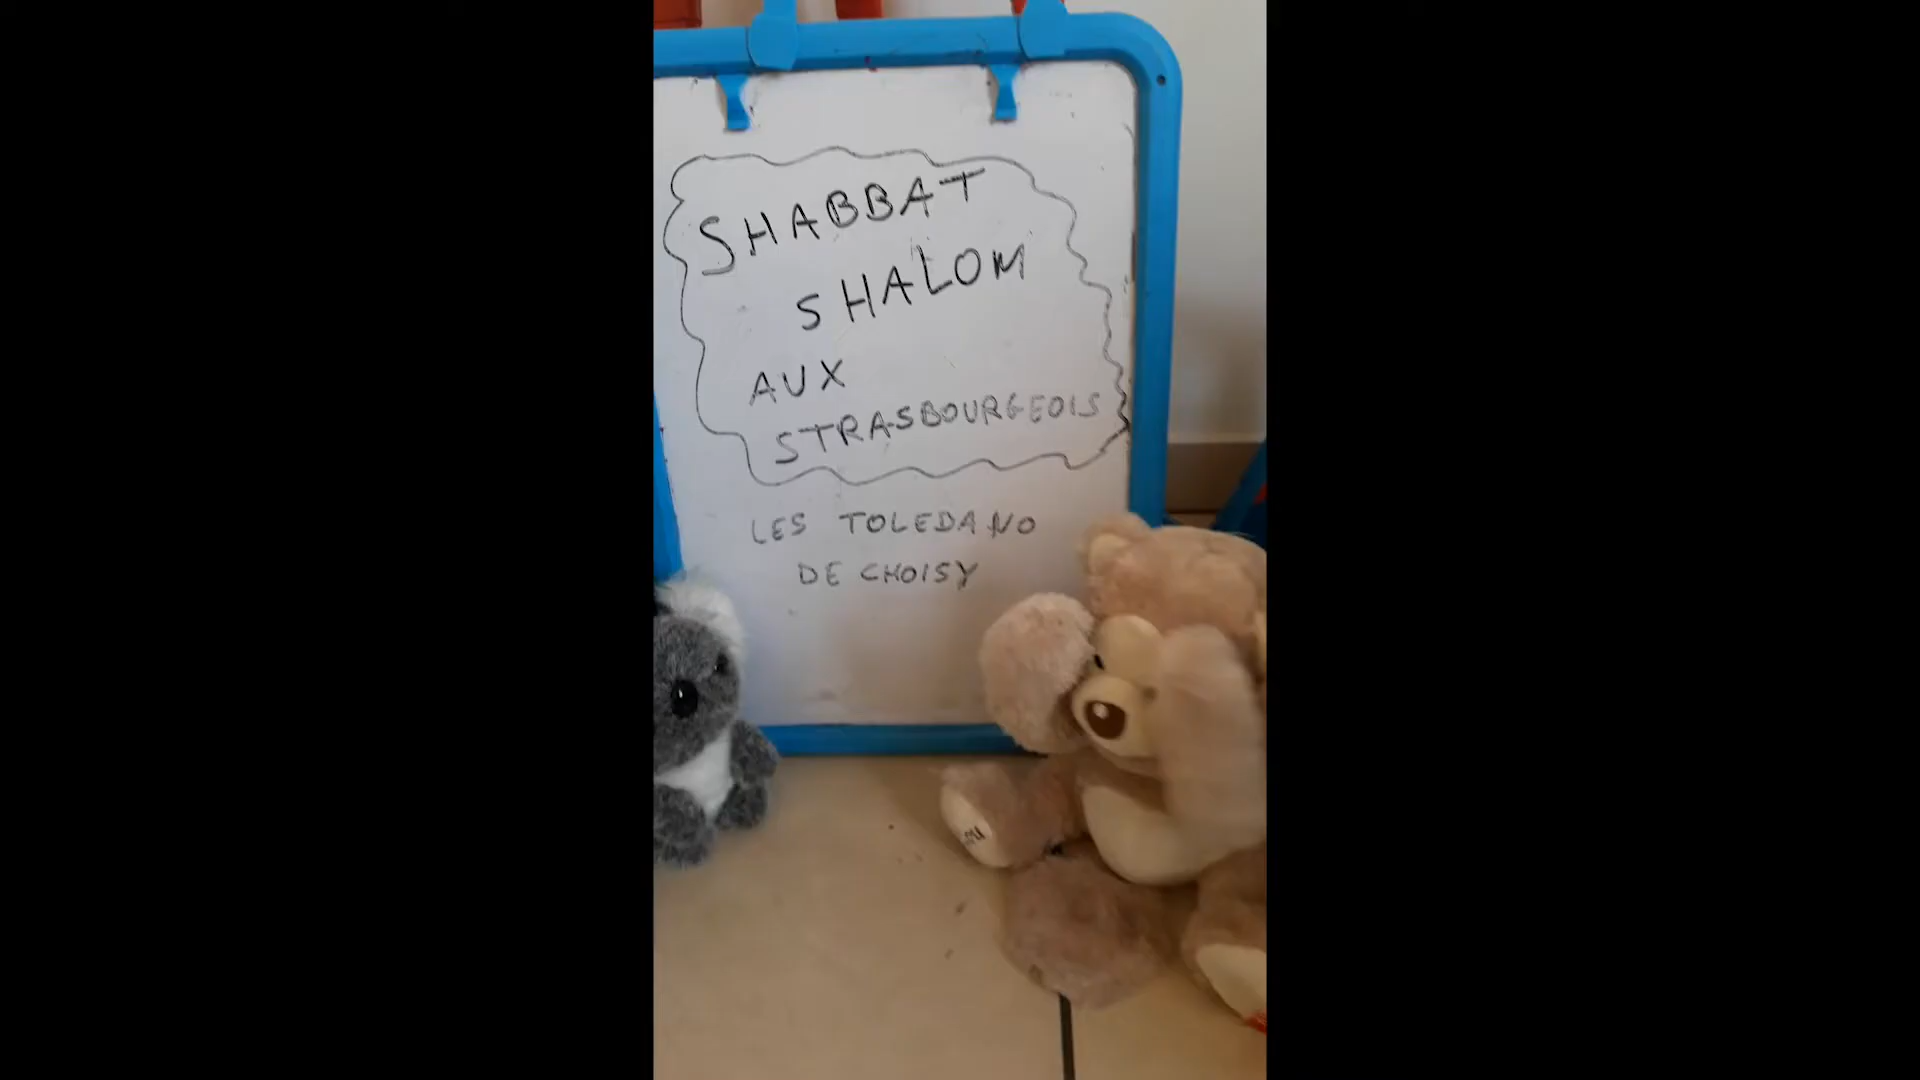 SHABBAT
SHALOM
AUX
STRASBOURGEOIS
LES TOLEDANO
DE CHOISY